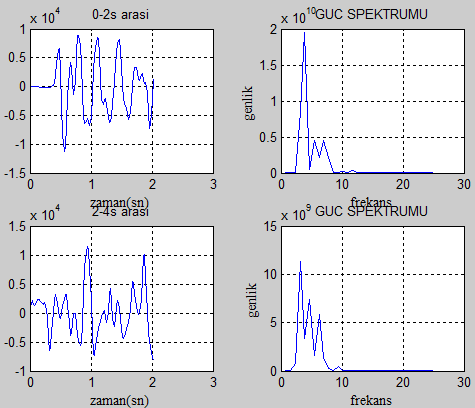 0-2s arasi
x 10^4
1
0.5
0
-0.5
-1
-1.5
0 1 2 3
zaman(sn)
GUC SPEKTRUMU
x 10^10
genlik
2
1.5
1
0.5
0
0 10 20 30
frekans
2-4s arasi
x 10^4
1.5
1
0.5
0
-0.5
-1
0 1 2 3
zaman(sn)
GUC SPEKTRUMU
x 10^9
genlik
15
10
5
0
0 10 20 30
frekans